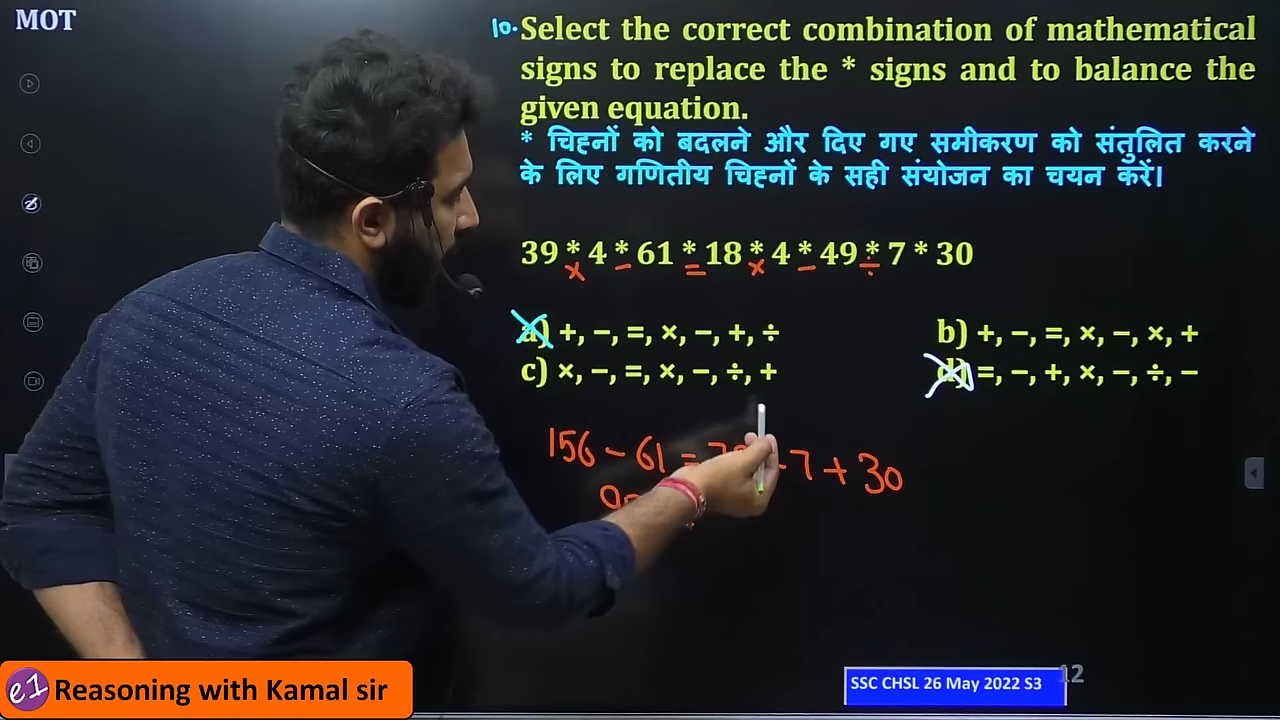 MOT
10. Select the correct combination of mathematical
signs to replace the * signs and to balance the
given equation.
* चिह्नों को बदलने और दिए गए समीकरण को संतुलित करने
के लिए गणितीय चिह्नों के सही संयोजन का चयन करें।
39 * 4 * 61 * 18 * 4 * 49 * 7 * 30
× − = × − ÷
a) +, −, =, ×, −, +, ÷
b) +, −, =, ×, −, ×, +
c) ×, −, =, ×, −, ÷, +
d) =, −, +, ×, −, ÷, −
156 − 61 = 7 + 30
e1 Reasoning with Kamal sir
SSC CHSL 26 May 2022 S3
12